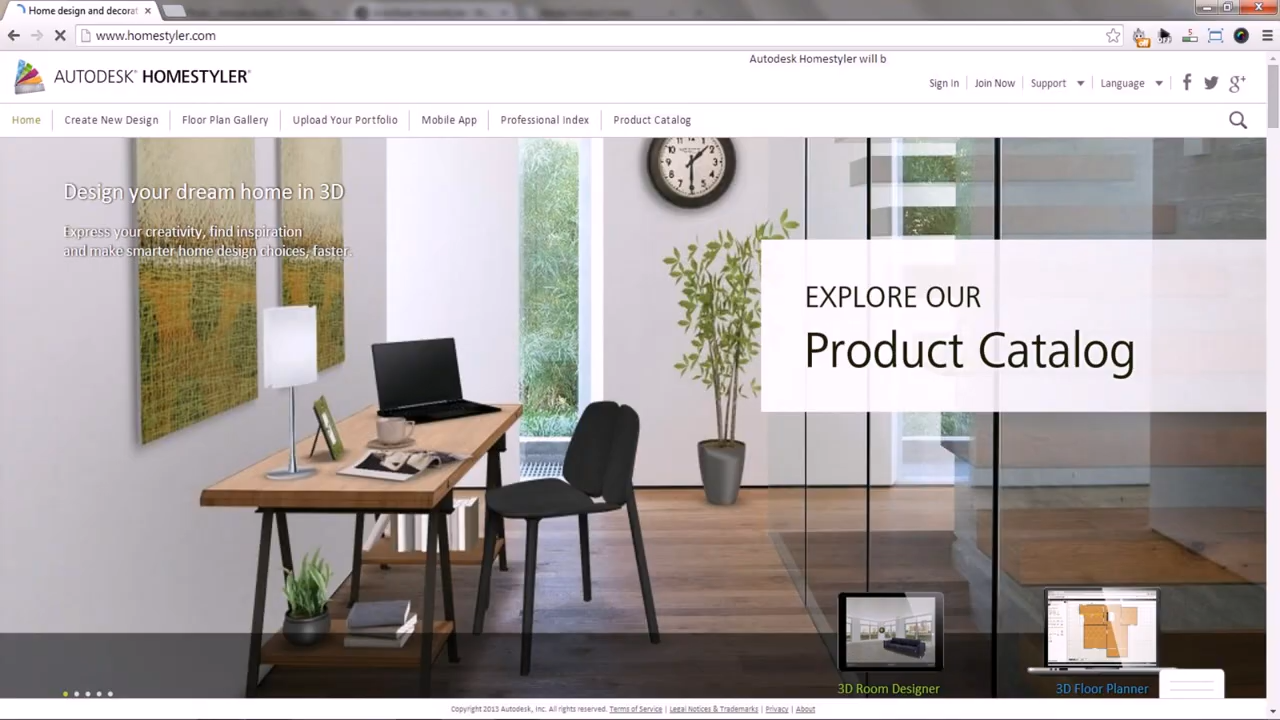 Home design and decorat
www.homestyler.com
Autodesk Homestyler will b
AUTODESK® HOMESTYLER®
Sign In
Join Now
Support
Language
Home
Create New Design
Floor Plan Gallery
Upload Your Portfolio
Mobile App
Professional Index
Product Catalog
Design your dream home in 3D
Express your creativity, find inspiration
and make smarter home design choices, faster.
EXPLORE OUR
Product Catalog
3D Room Designer
3D Floor Planner
Copyright 2013 Autodesk, Inc. All rights reserved. Terms of Service | Legal Notices & Trademarks | Privacy | About